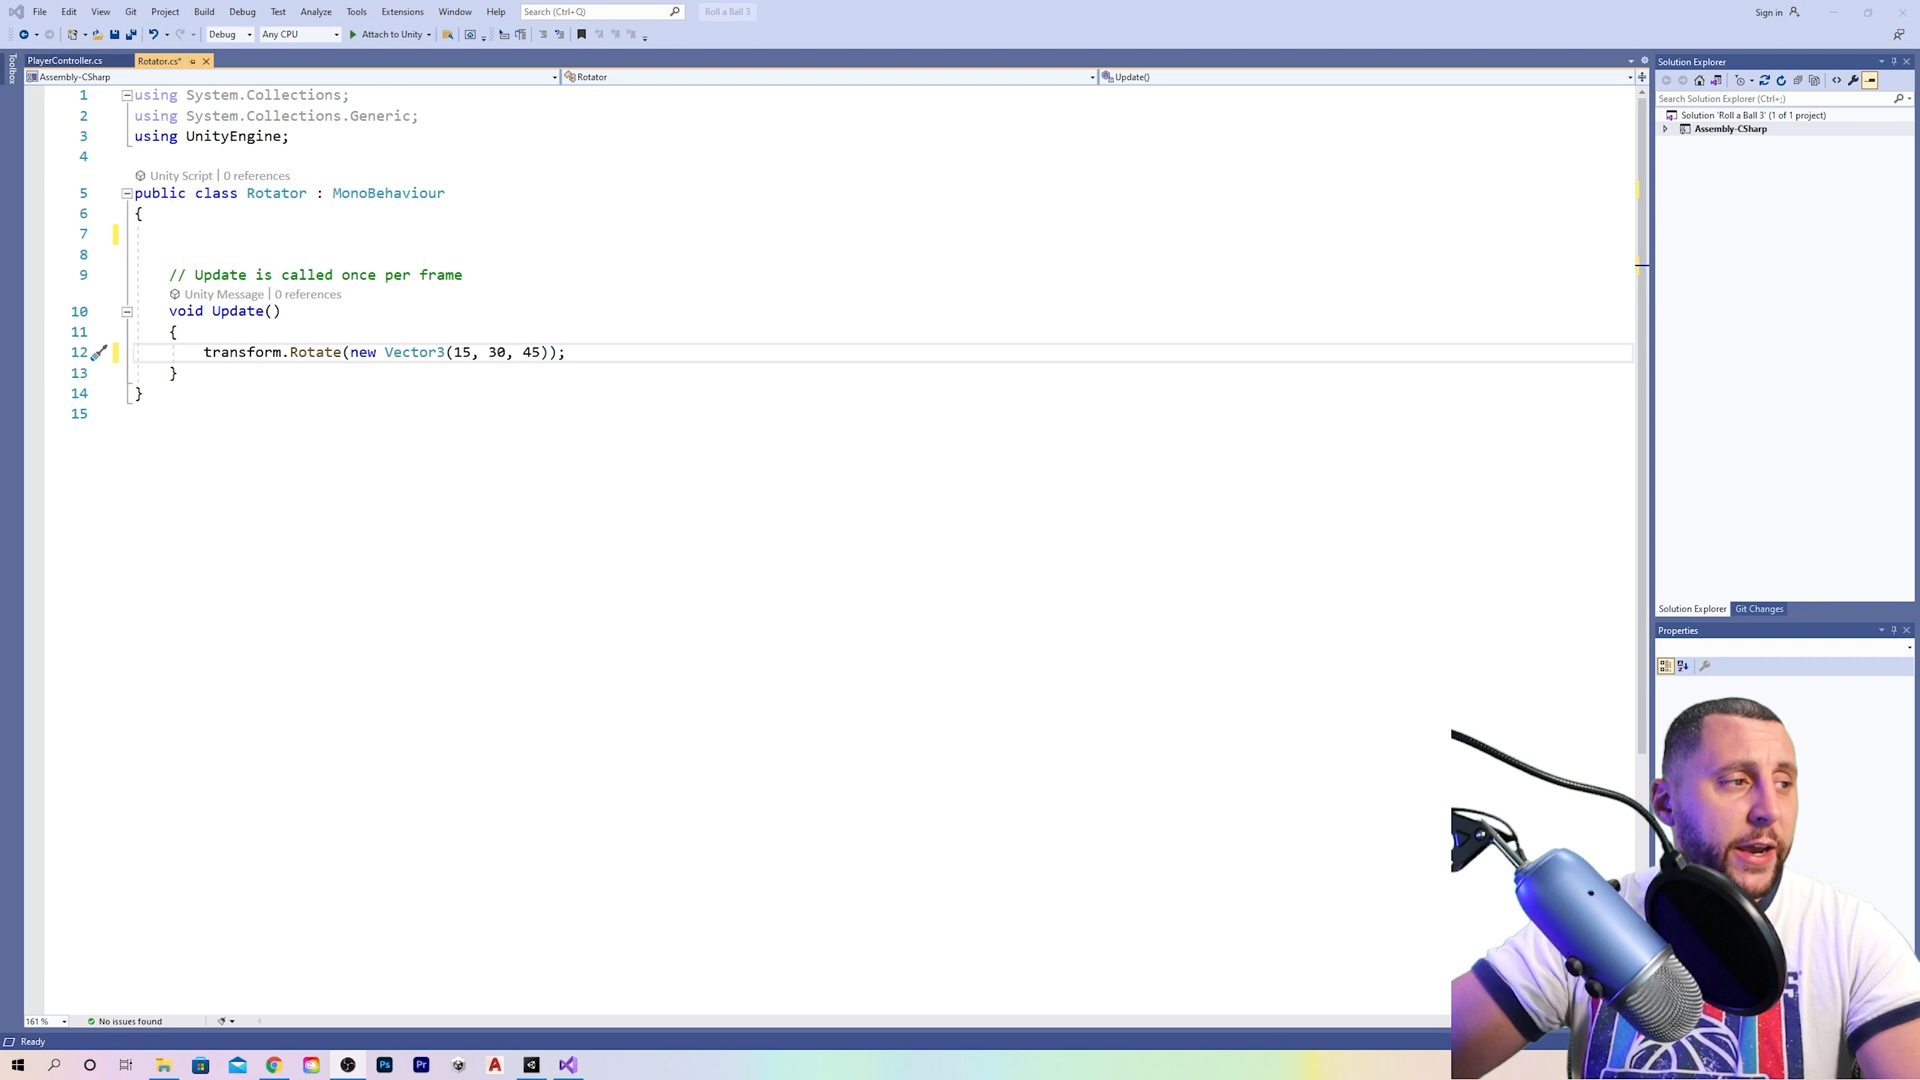 File Edit View Git Project Build Debug Test Analyze Tools Extensions Window Help Search (Ctrl+Q) Roll a Ball 3 Sign in
Debug Any CPU Attach to Unity
Toolbox
PlayerController.cs Rotator.cs*
Assembly-CSharp Rotator Update()
1 using System.Collections;
2 using System.Collections.Generic;
3 using UnityEngine;
4
Unity Script | 0 references
5 public class Rotator : MonoBehaviour
6 {
7
8
9 // Update is called once per frame
Unity Message | 0 references
10 void Update()
11 {
12 transform.Rotate(new Vector3(15, 30, 45));
13 }
14 }
15
161 % No issues found
Ready
Solution Explorer
Search Solution Explorer (Ctrl+;)
Solution 'Roll a Ball 3' (1 of 1 project)
Assembly-CSharp
Solution Explorer Git Changes
Properties
Ps Pr